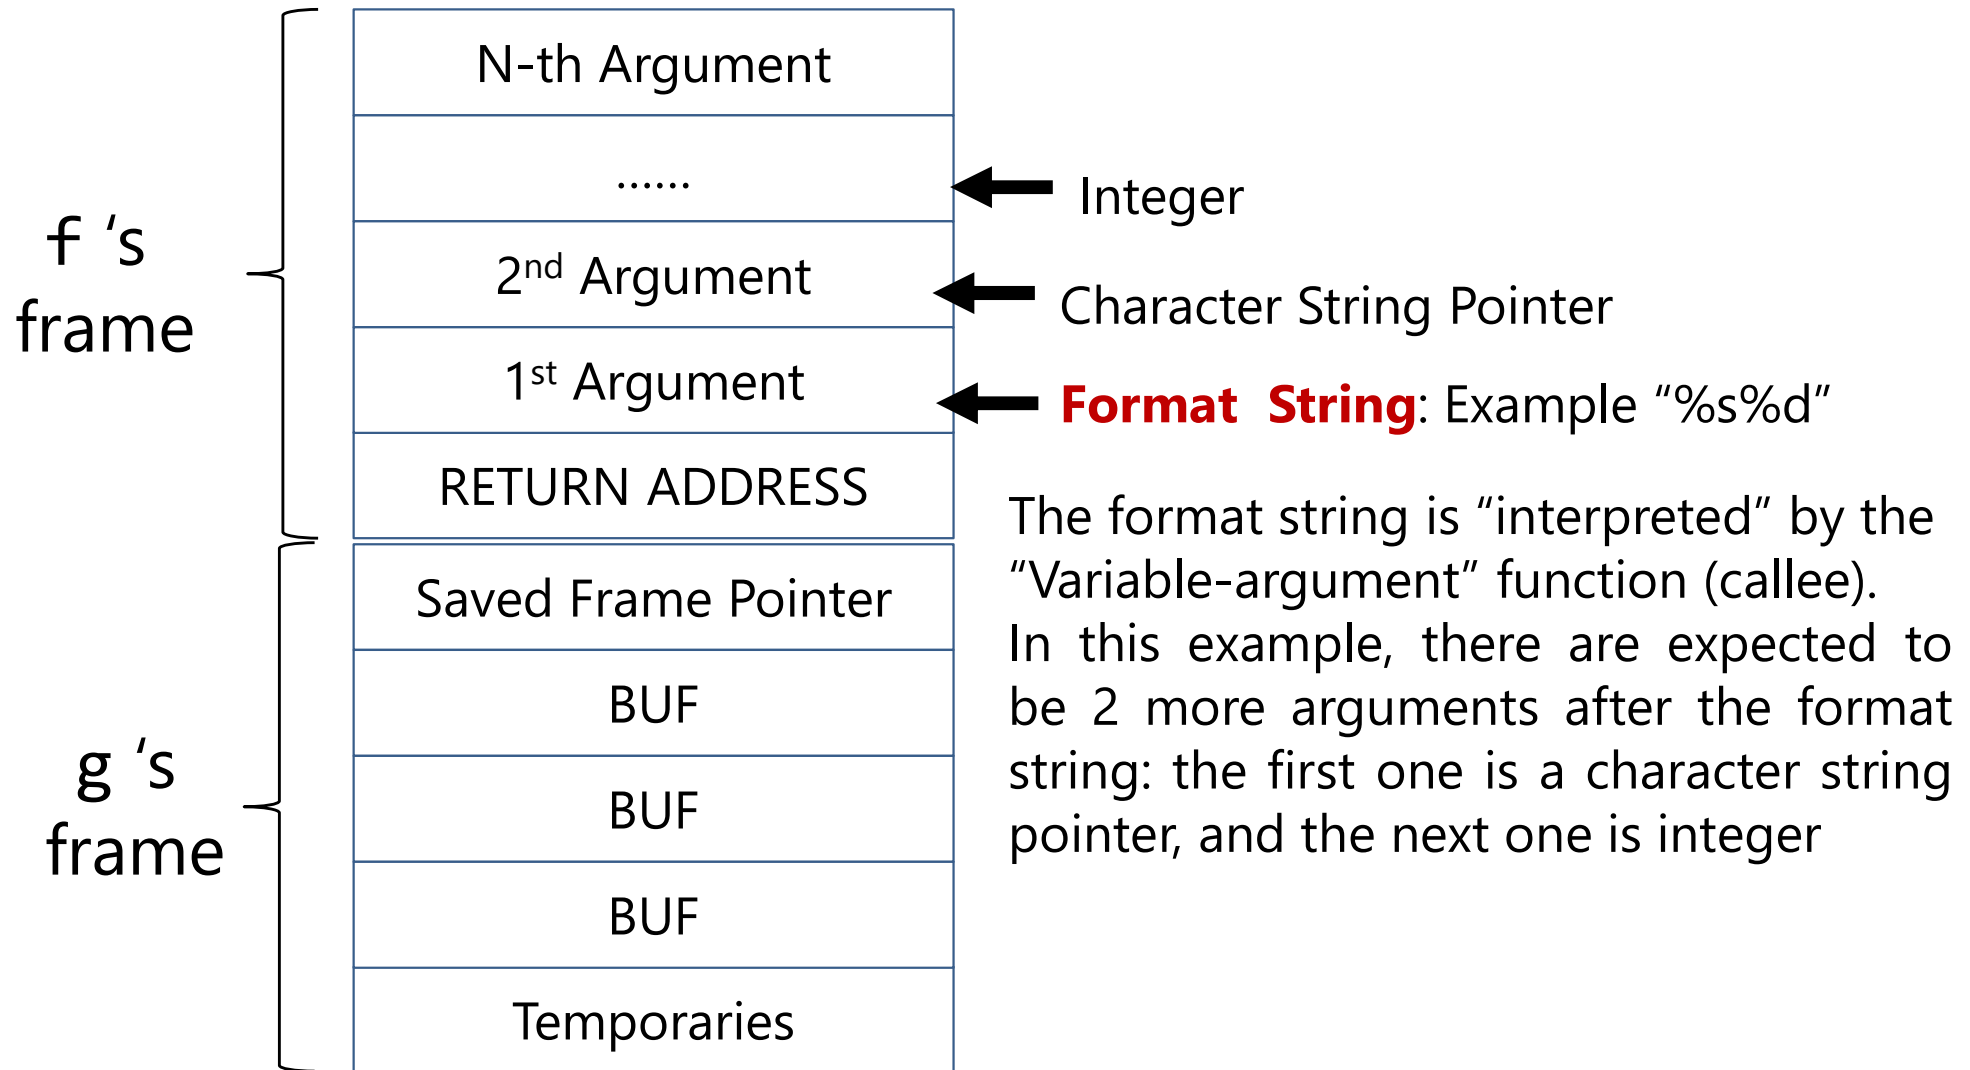 N-th Argument
......
Integer
f ‘s
frame
2nd Argument
Character String Pointer
1st Argument
Format String: Example “%s%d”
RETURN ADDRESS
The format string is “interpreted” by the
“Variable-argument” function (callee).
In this example, there are expected to
be 2 more arguments after the format
string: the first one is a character string
pointer, and the next one is integer
Saved Frame Pointer
BUF
g ‘s
frame
BUF
BUF
Temporaries